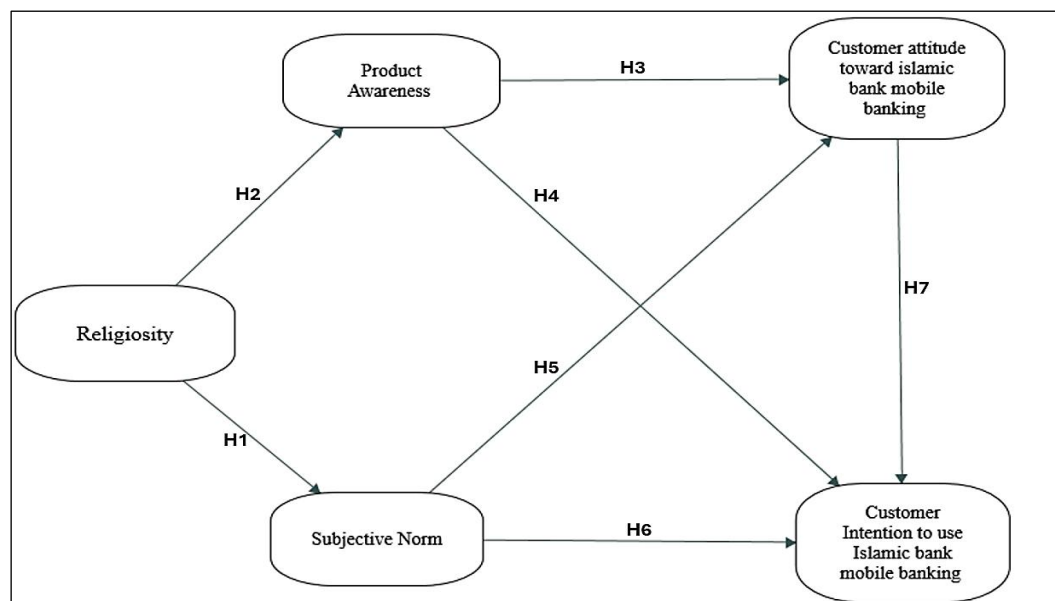 Product
Awareness
H3
Customer attitude
toward islamic
bank mobile
banking
H2
H4
Religiosity
H7
H5
H1
Subjective Norm
H6
Customer
Intention to use
Islamic bank
mobile banking